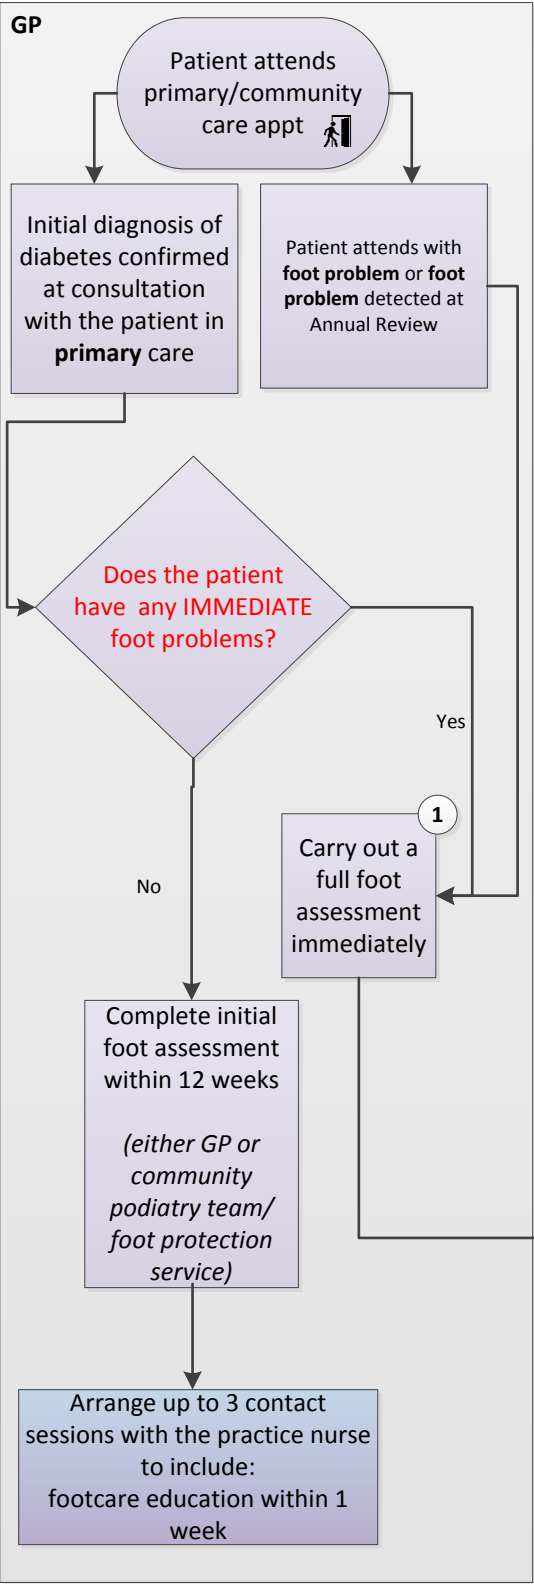 GP
Patient attends
primary/community
care appt
Initial diagnosis of
diabetes confirmed
at consultation
with the patient in
primary care
Patient attends with
foot problem or foot
problem detected at
Annual Review
Does the patient
have any IMMEDIATE
foot problems?
Yes
1
Carry out a
full foot
assessment
immediately
No
Complete initial
foot assessment
within 12 weeks
(either GP or
community
podiatry team/
foot protection
service)
Arrange up to 3 contact
sessions with the practice nurse
to include:
footcare education within 1
week